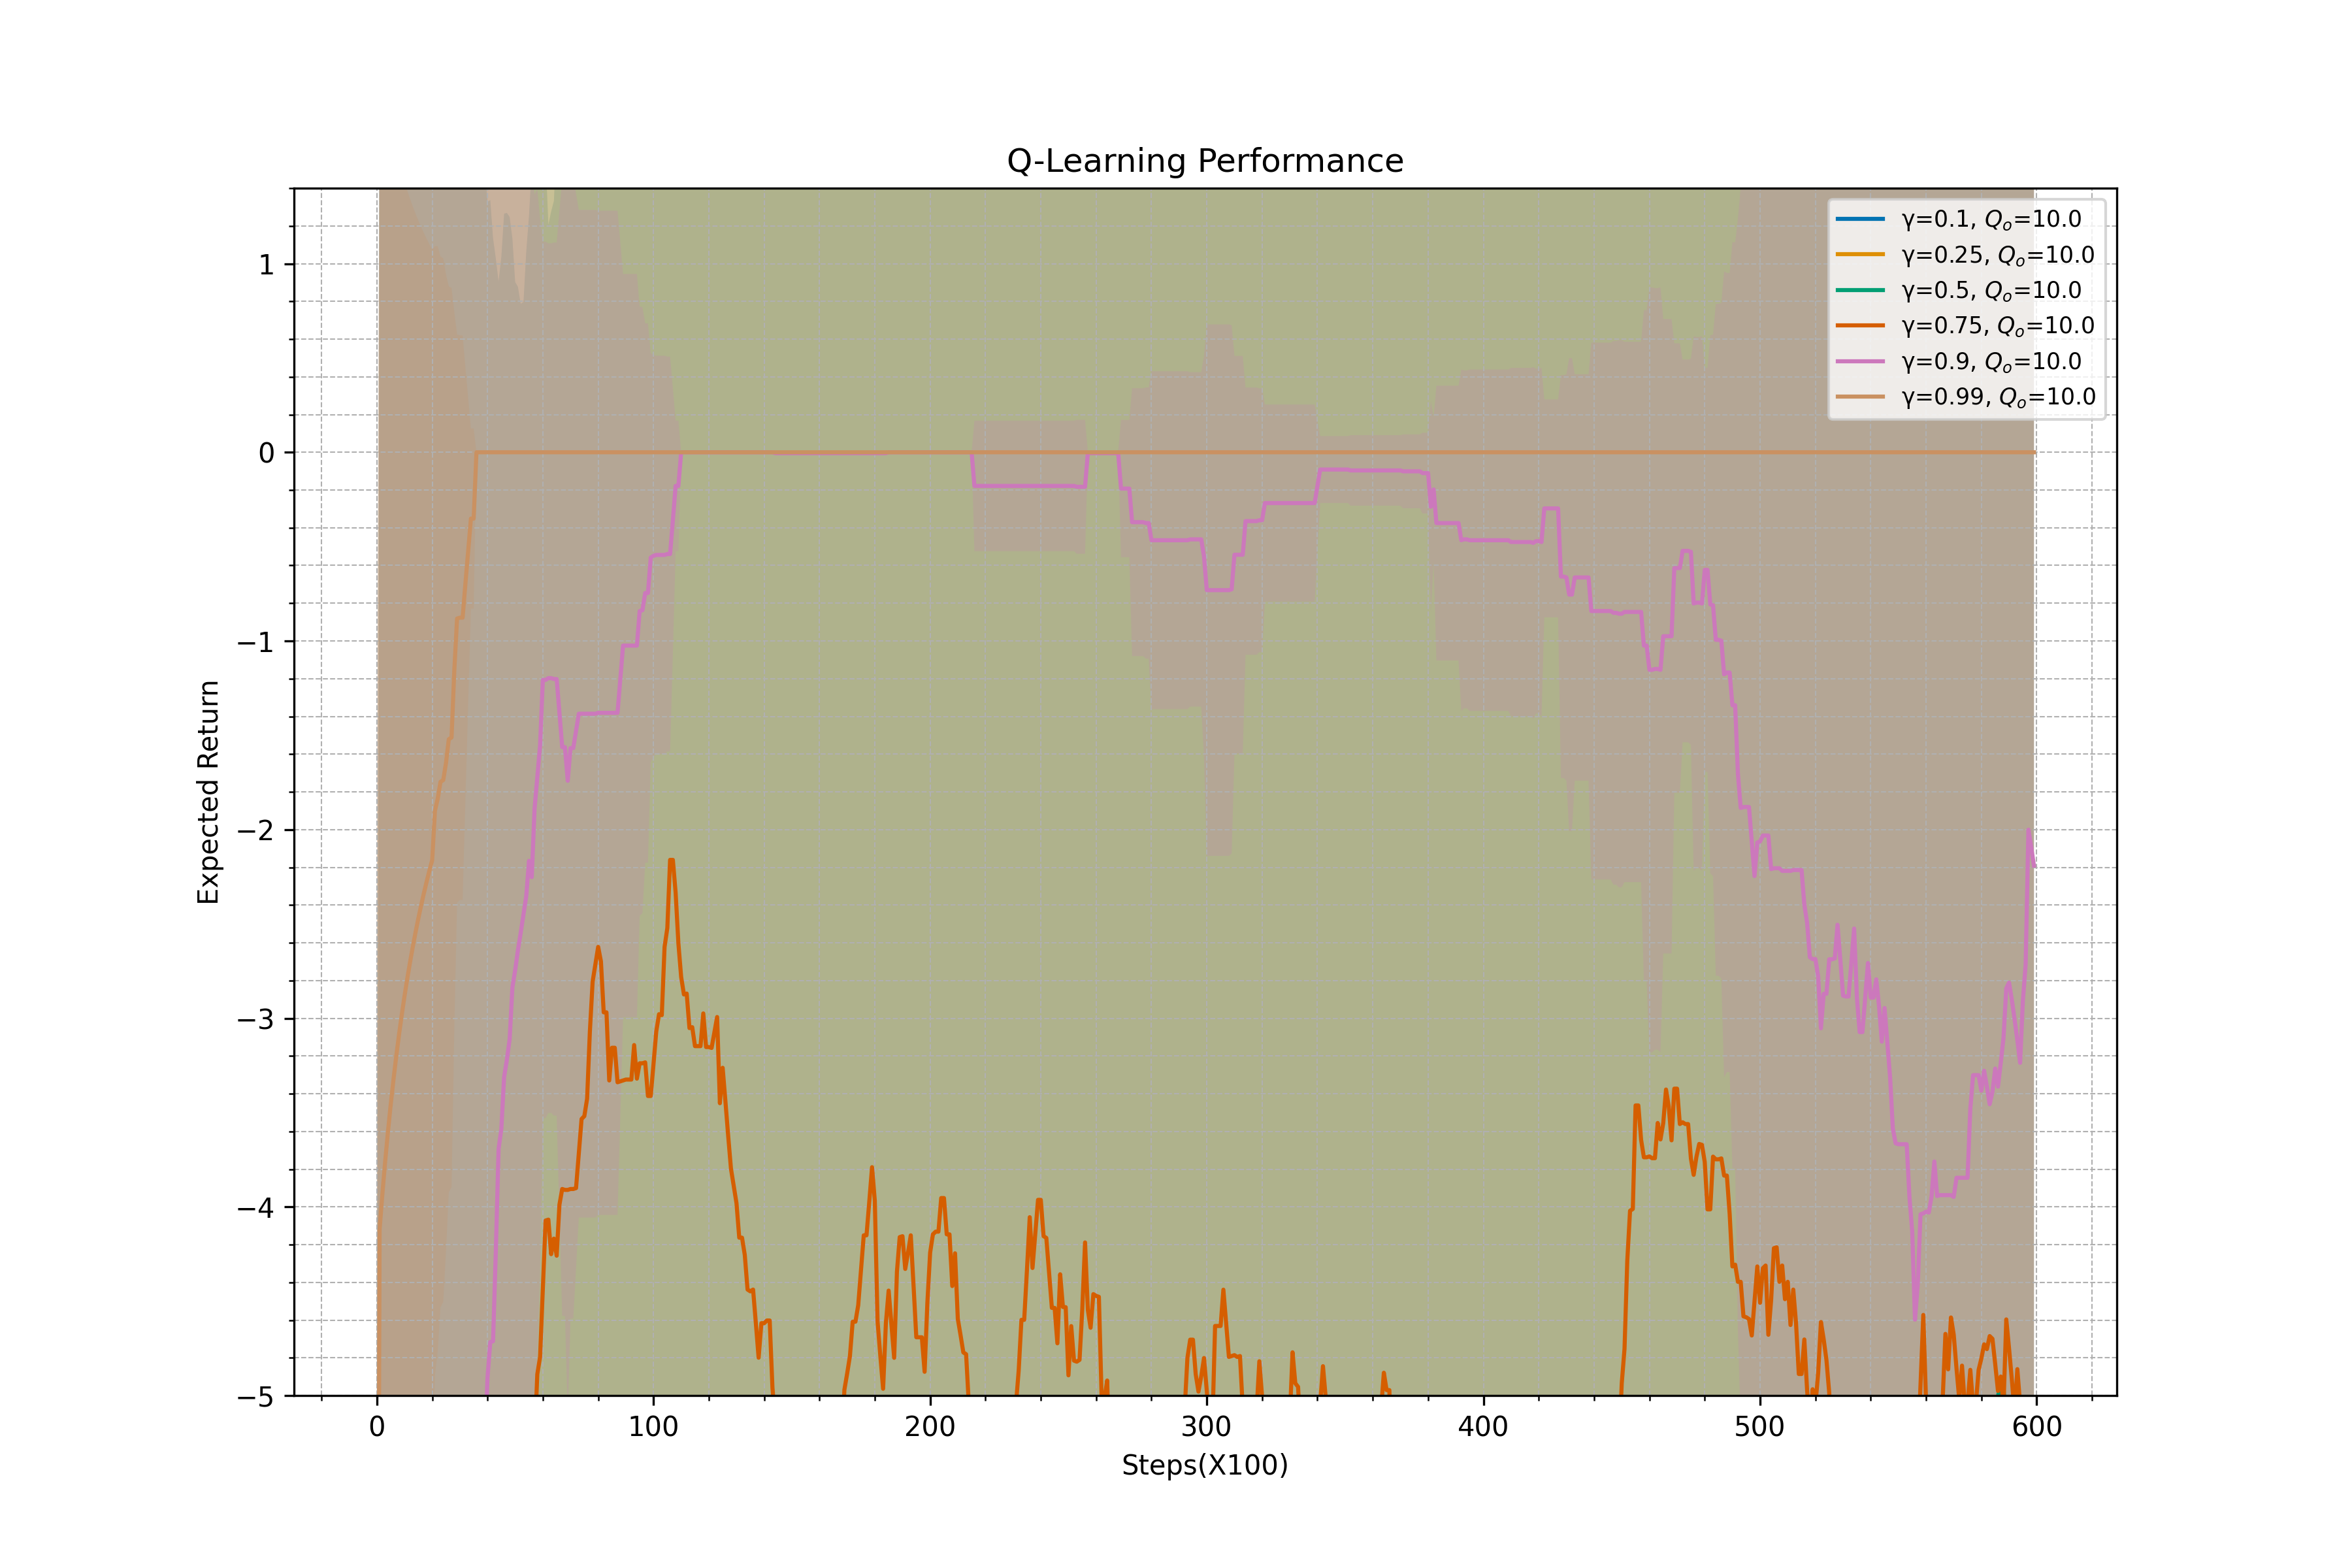 Q-Learning Performance
γ=0.1, Qₒ=10.0
γ=0.25, Qₒ=10.0
γ=0.5, Qₒ=10.0
γ=0.75, Qₒ=10.0
γ=0.9, Qₒ=10.0
γ=0.99, Qₒ=10.0
Expected Return
1
0
−1
−2
−3
−4
−5
0 100 200 300 400 500 600
Steps(X100)